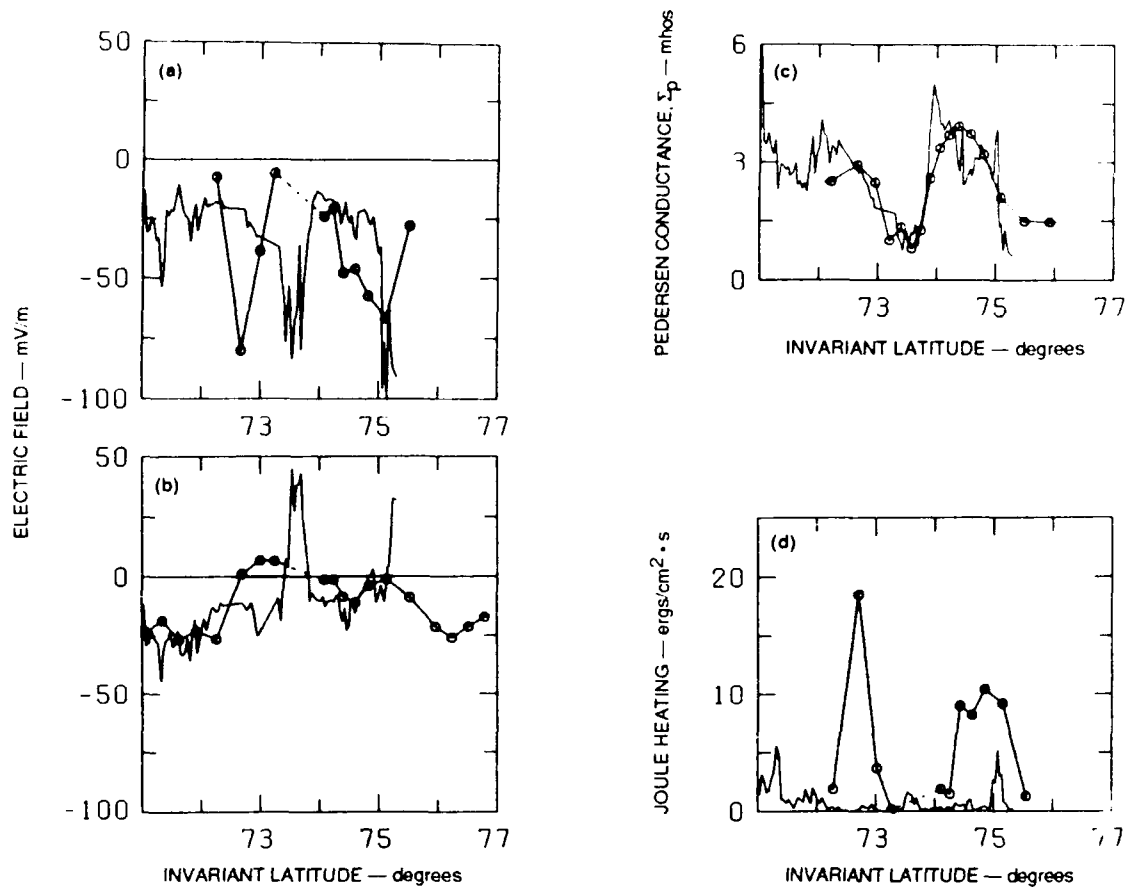 50
(a)
0
-50
-100
73
75
77
ELECTRIC FIELD — mV/m
50
(b)
0
-50
-100
73
75
77
INVARIANT LATITUDE — degrees
6
(c)
3
0
73
75
77
PEDERSEN CONDUCTANCE, Σp — mhos
INVARIANT LATITUDE — degrees
20
(d)
10
0
73
75
77
JOULE HEATING — ergs/cm² • s
INVARIANT LATITUDE — degrees